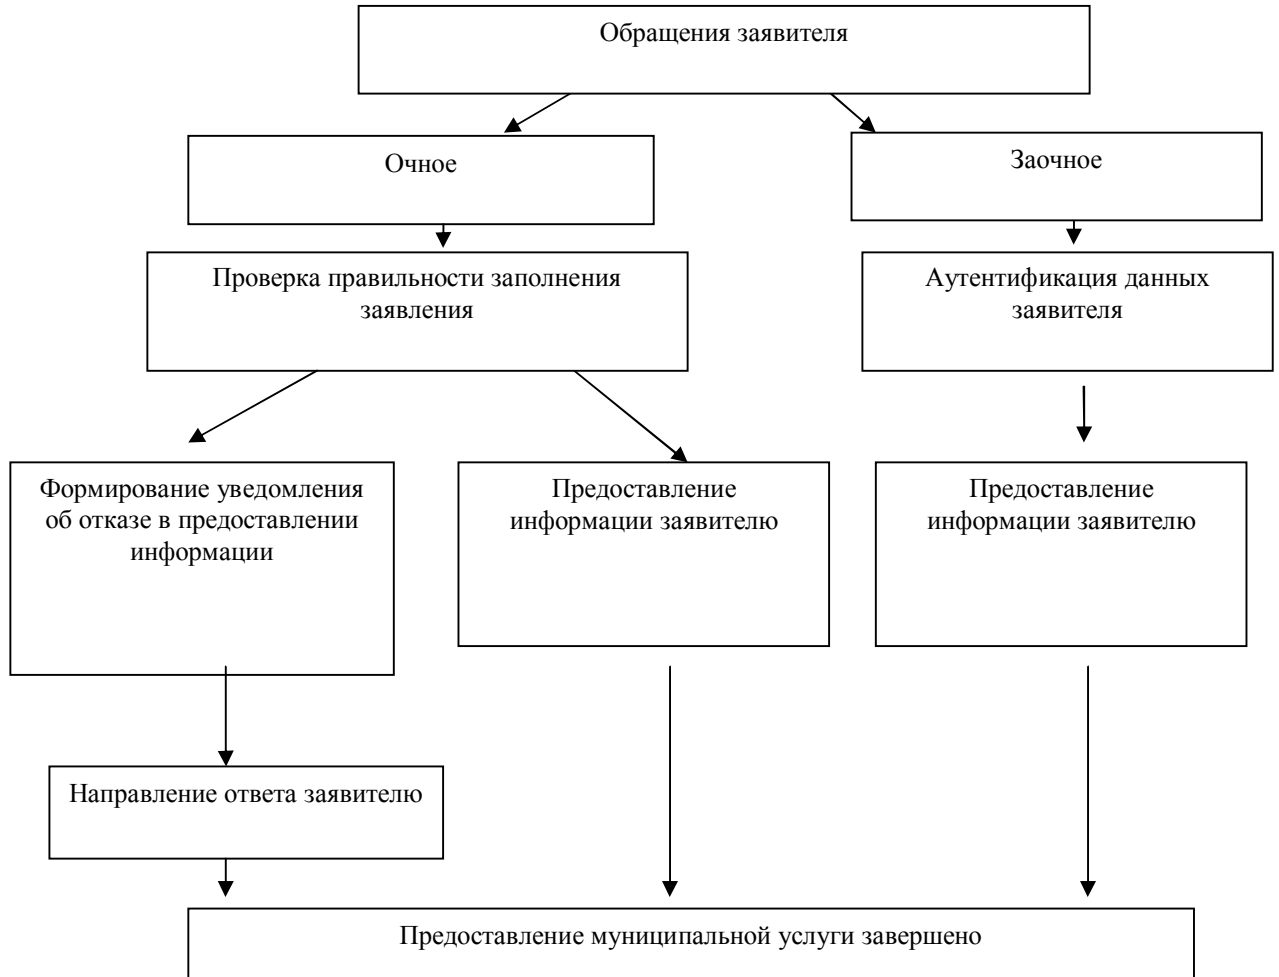 Обращения заявителя
Очное
Заочное
Проверка правильности заполнения
заявления
Аутентификация данных
заявителя
Формирование уведомления
об отказе в предоставлении
информации
Предоставление
информации заявителю
Предоставление
информации заявителю
Направление ответа заявителю
Предоставление муниципальной услуги завершено